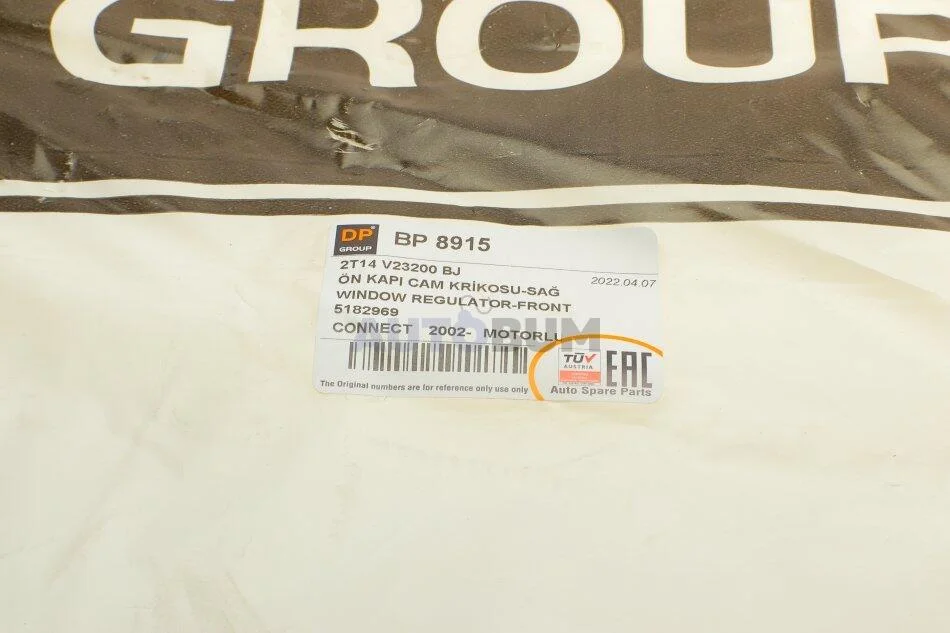 GROUP
DP
GROUP
BP 8915
2T14 V23200 BJ
2022.04.07
ÖN KAPI CAM KRİKOSU-SAĞ
WINDOW REGULATOR-FRONT
5182969
AUTOBUM
CONNECT 2002- MOTORLU
TÜV
AUSTRIA
EAC
The Original numbers are for reference only use only
Auto Spare Parts